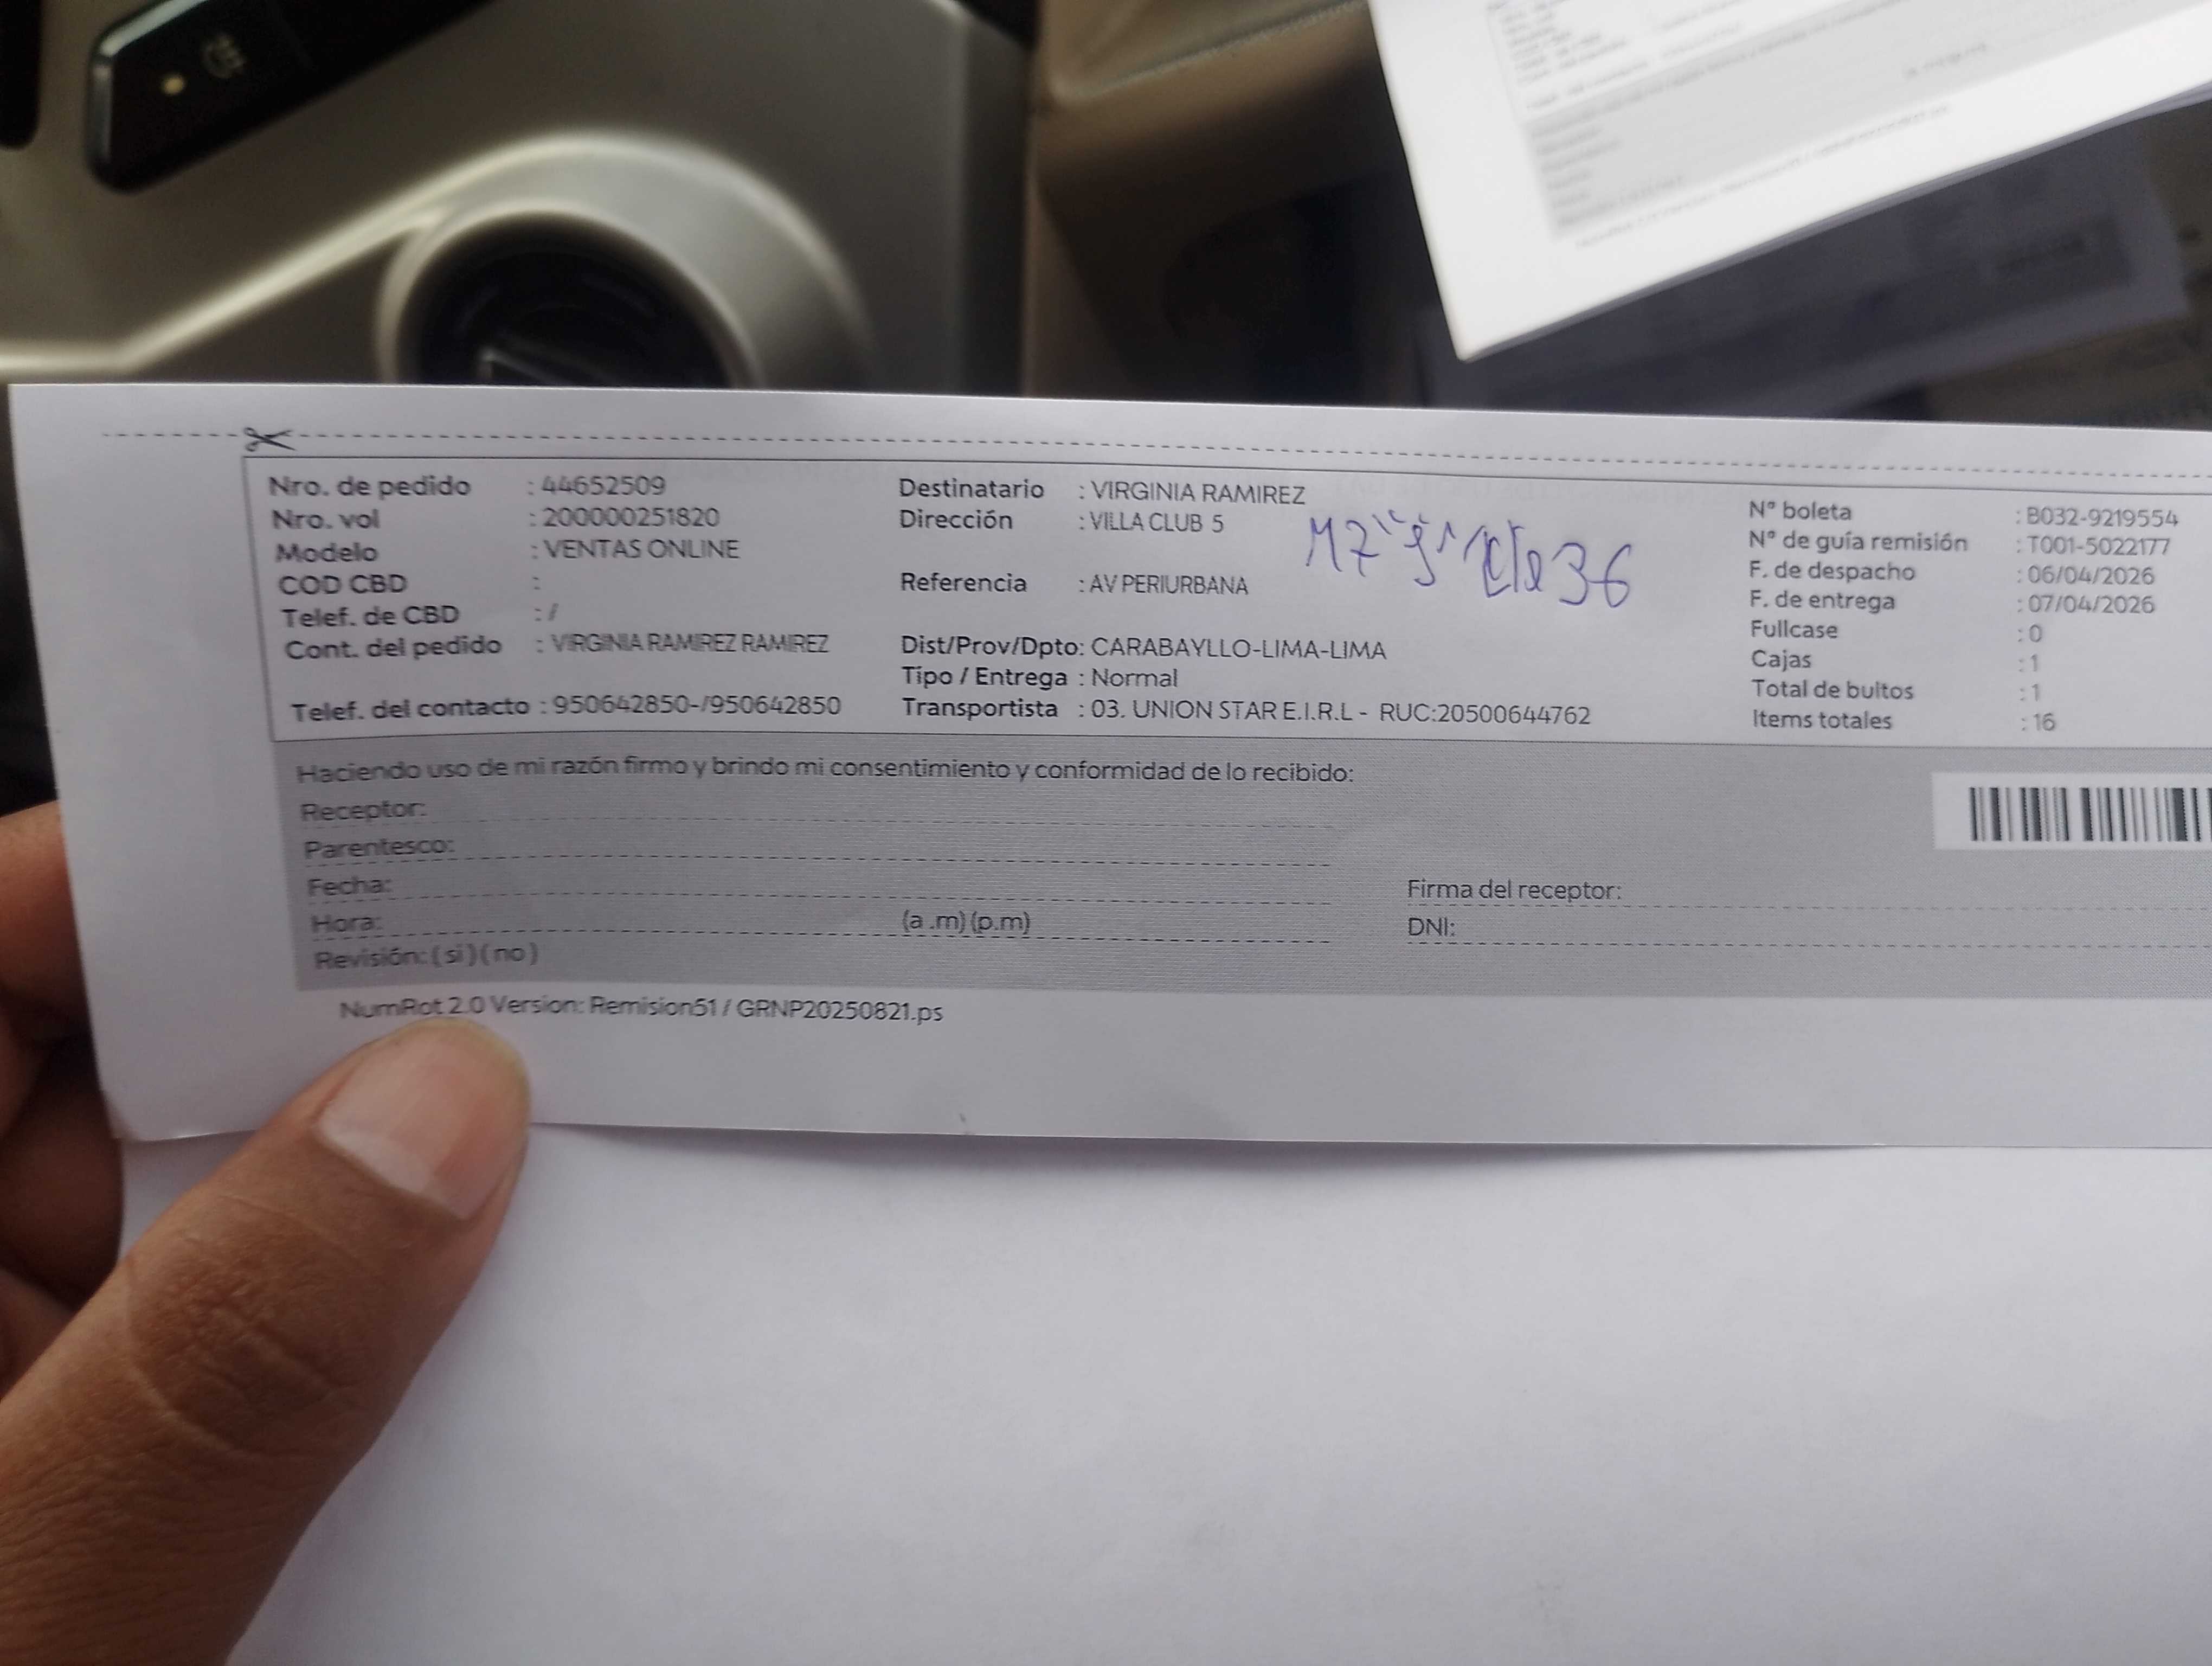 Nro. de pedido : 44652509
Nro. vol : 200000251820
Modelo : VENTAS ONLINE
COD CBD :
Telef. de CBD : /
Cont. del pedido : VIRGINIA RAMIREZ RAMIREZ
Telef. del contacto : 950642850-/950642850
Destinatario : VIRGINIA RAMIREZ
Dirección : VILLA CLUB 5
Referencia : AV PERIURBANA
Dist/Prov/Dpto: CARABAYLLO-LIMA-LIMA
Tipo / Entrega : Normal
Transportista : 03. UNION STAR E.I.R.L - RUC:20500644762
M7 36
N° boleta : B032-9219554
N° de guía remisión : T001-5022177
F. de despacho : 06/04/2026
F. de entrega : 07/04/2026
Fullcase : 0
Cajas : 1
Total de bultos : 1
Items totales : 16
Haciendo uso de mi razón firmo y brindo mi consentimiento y conformidad de lo recibido:
Receptor:
Parentesco:
Fecha:
Hora: (a .m) (p.m)
Revisión: ( si ) ( no )
Firma del receptor:
DNI:
NumRot 2.0 Version: Remision51 / GRNP20250821.ps